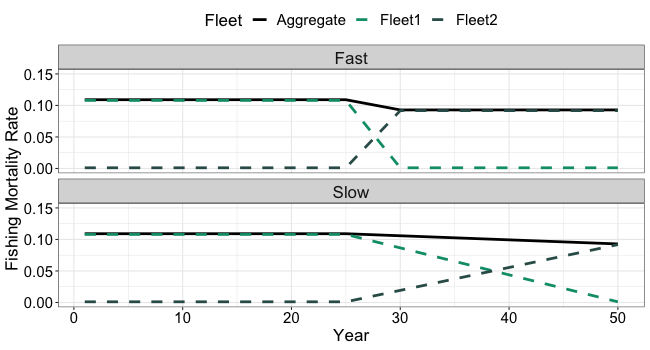 Fleet Aggregate Fleet1 Fleet2
Fast
0.15
0.10
0.05
0.00
Slow
0.15
0.10
0.05
0.00
Fishing Mortality Rate
0 10 20 30 40 50
Year